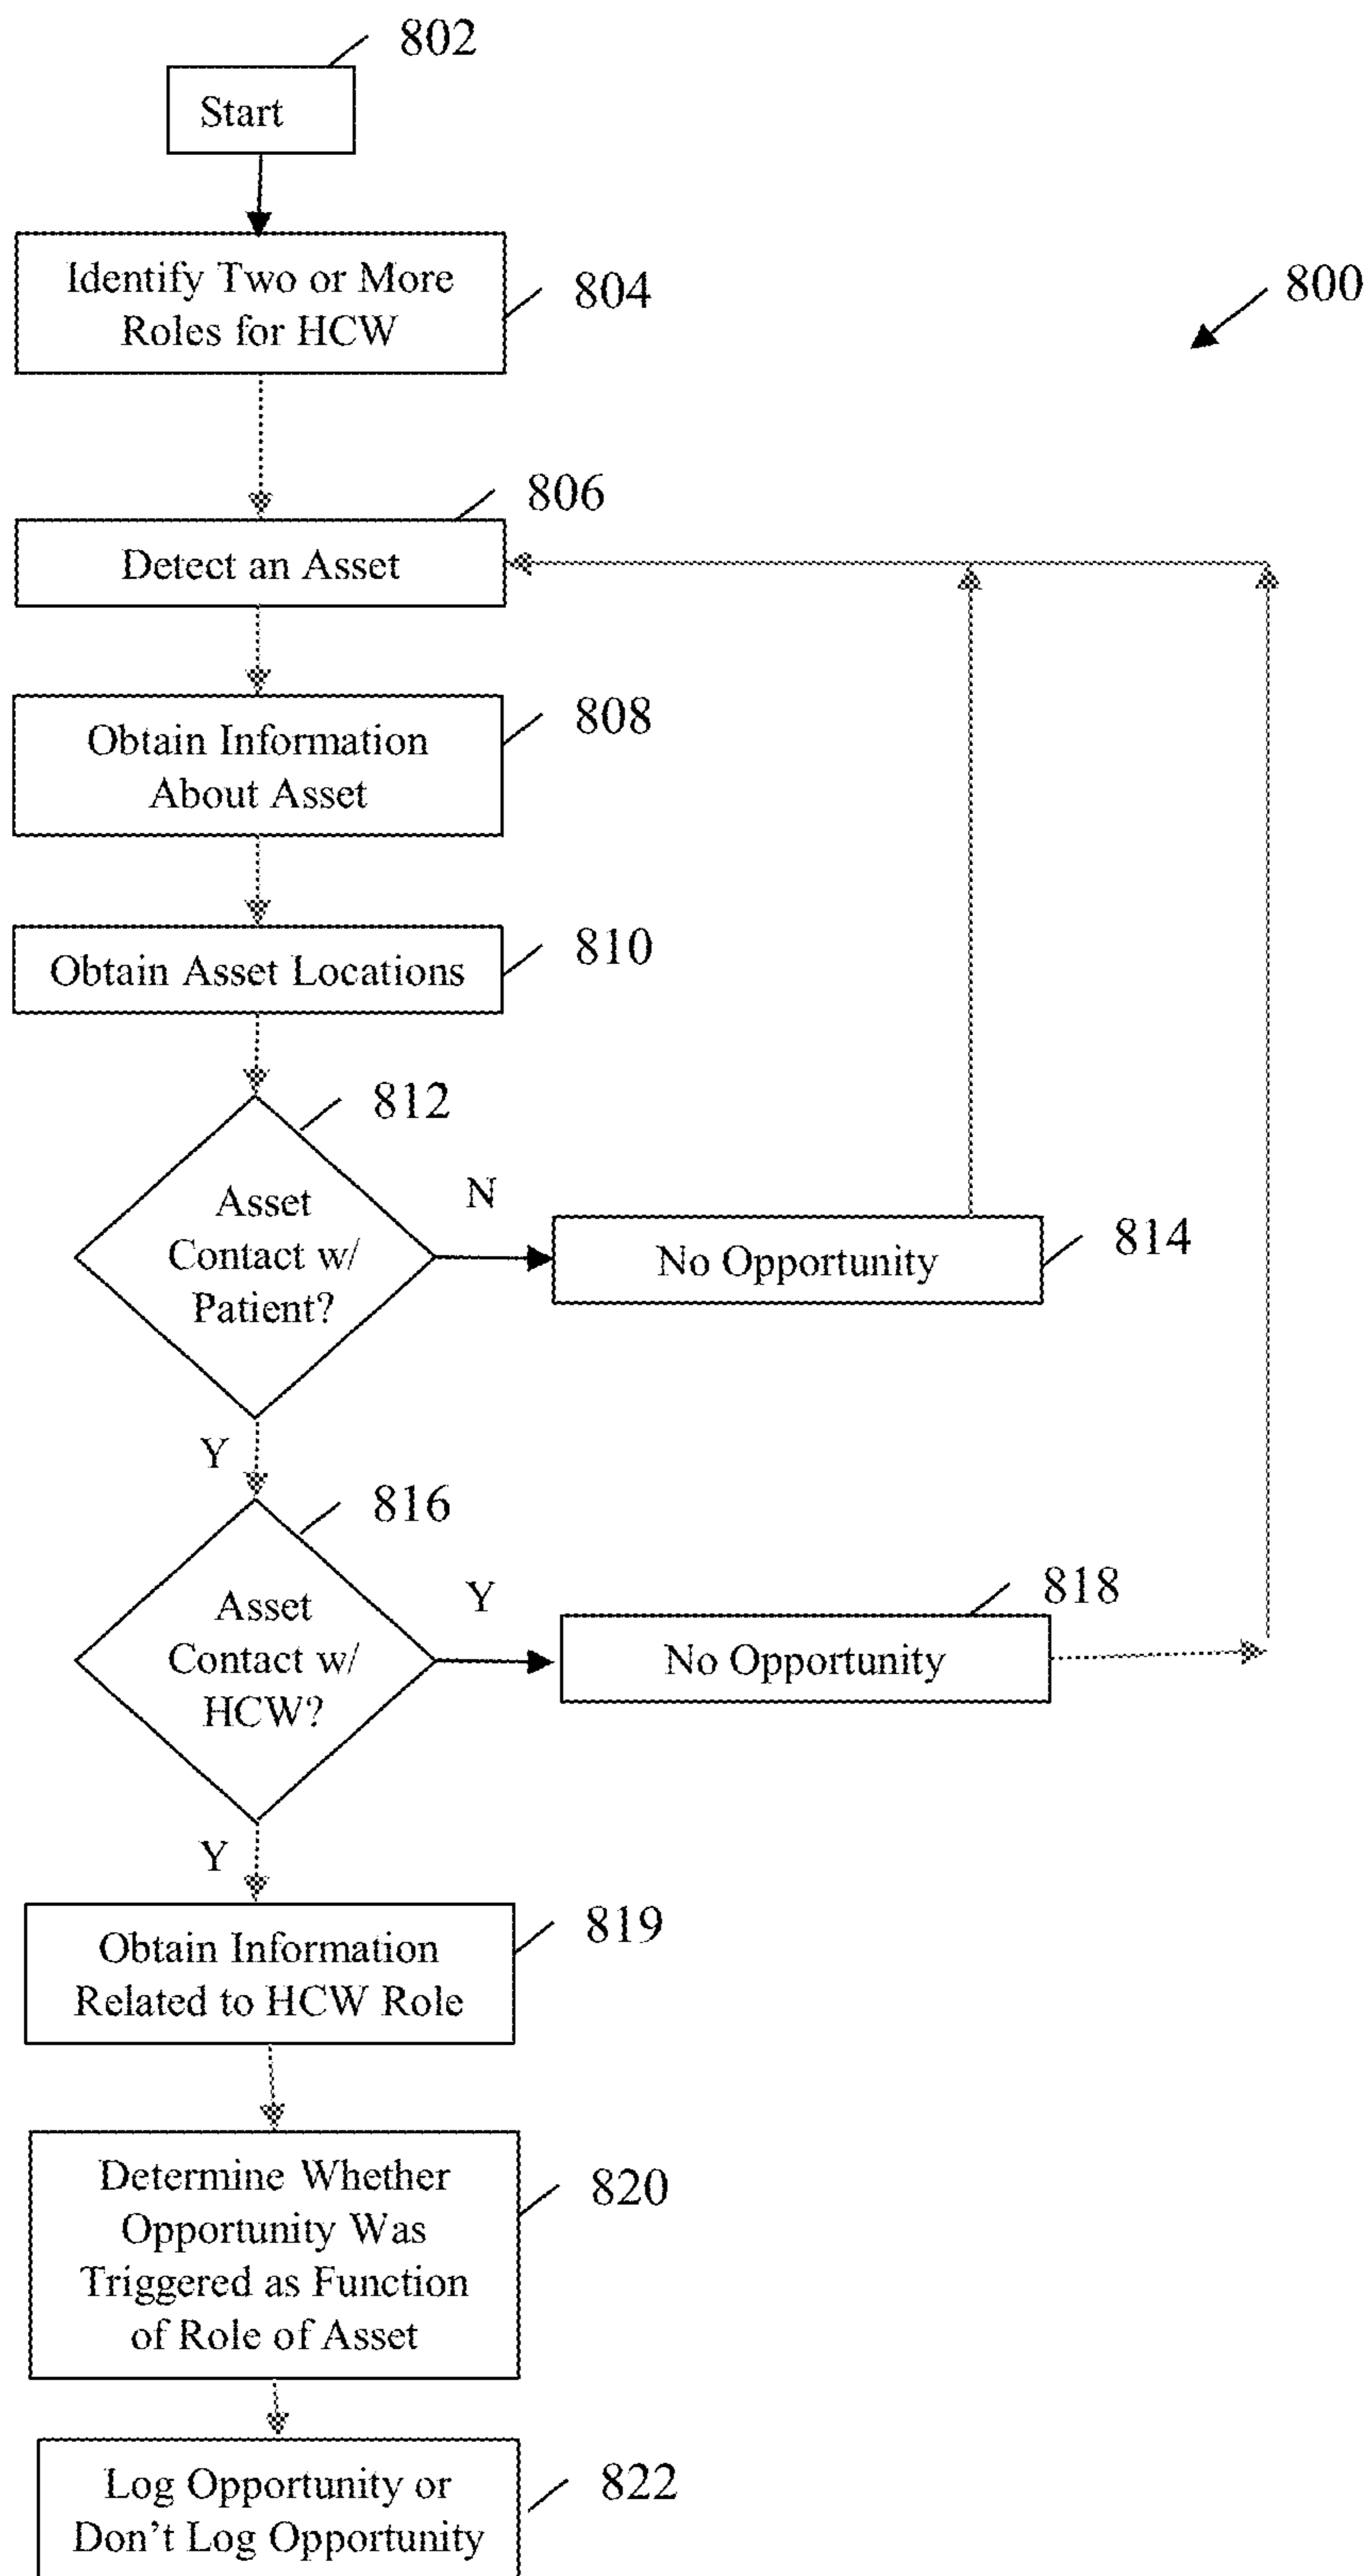 802
Start
Identify Two or More
Roles for HCW
804
800
806
Detect an Asset
808
Obtain Information
About Asset
810
Obtain Asset Locations
812
Asset
Contact w/
Patient?
N
No Opportunity
814
Y
816
Asset
Contact w/
HCW?
Y
818
No Opportunity
Y
819
Obtain Information
Related to HCW Role
Determine Whether
Opportunity Was
Triggered as Function
of Role of Asset
820
Log Opportunity or
Don't Log Opportunity
822